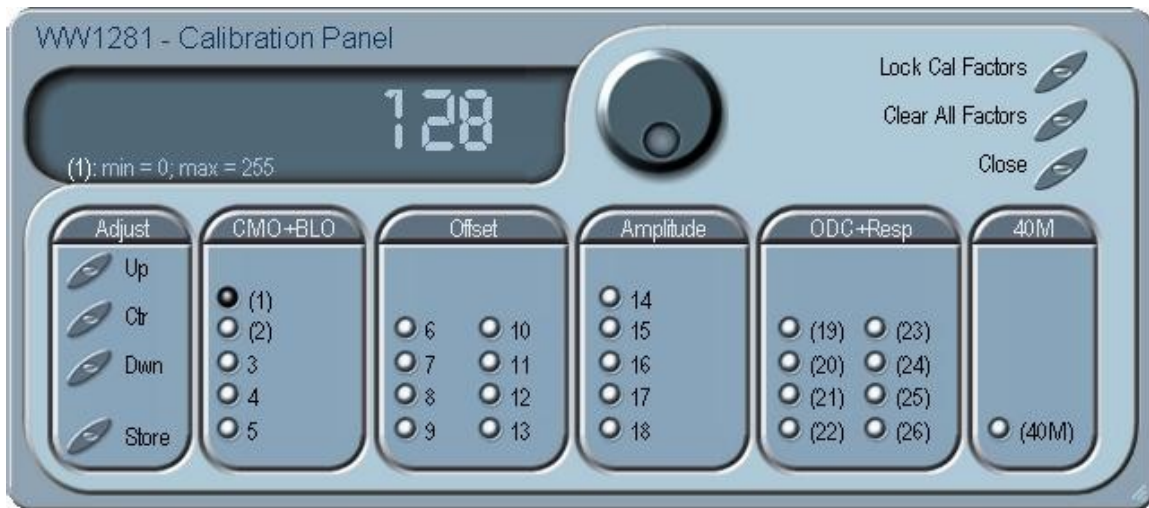 WW1281 - Calibration Panel
128
(1): min = 0; max = 255
Lock Cal Factors
Clear All Factors
Close
Adjust
Up
Ctr
Dwn
Store
CMO+BLO
(1)
(2)
3
4
5
Offset
6
7
8
9
10
11
12
13
Amplitude
14
15
16
17
18
ODC+Resp
(19)
(20)
(21)
(22)
(23)
(24)
(25)
(26)
40M
(40M)